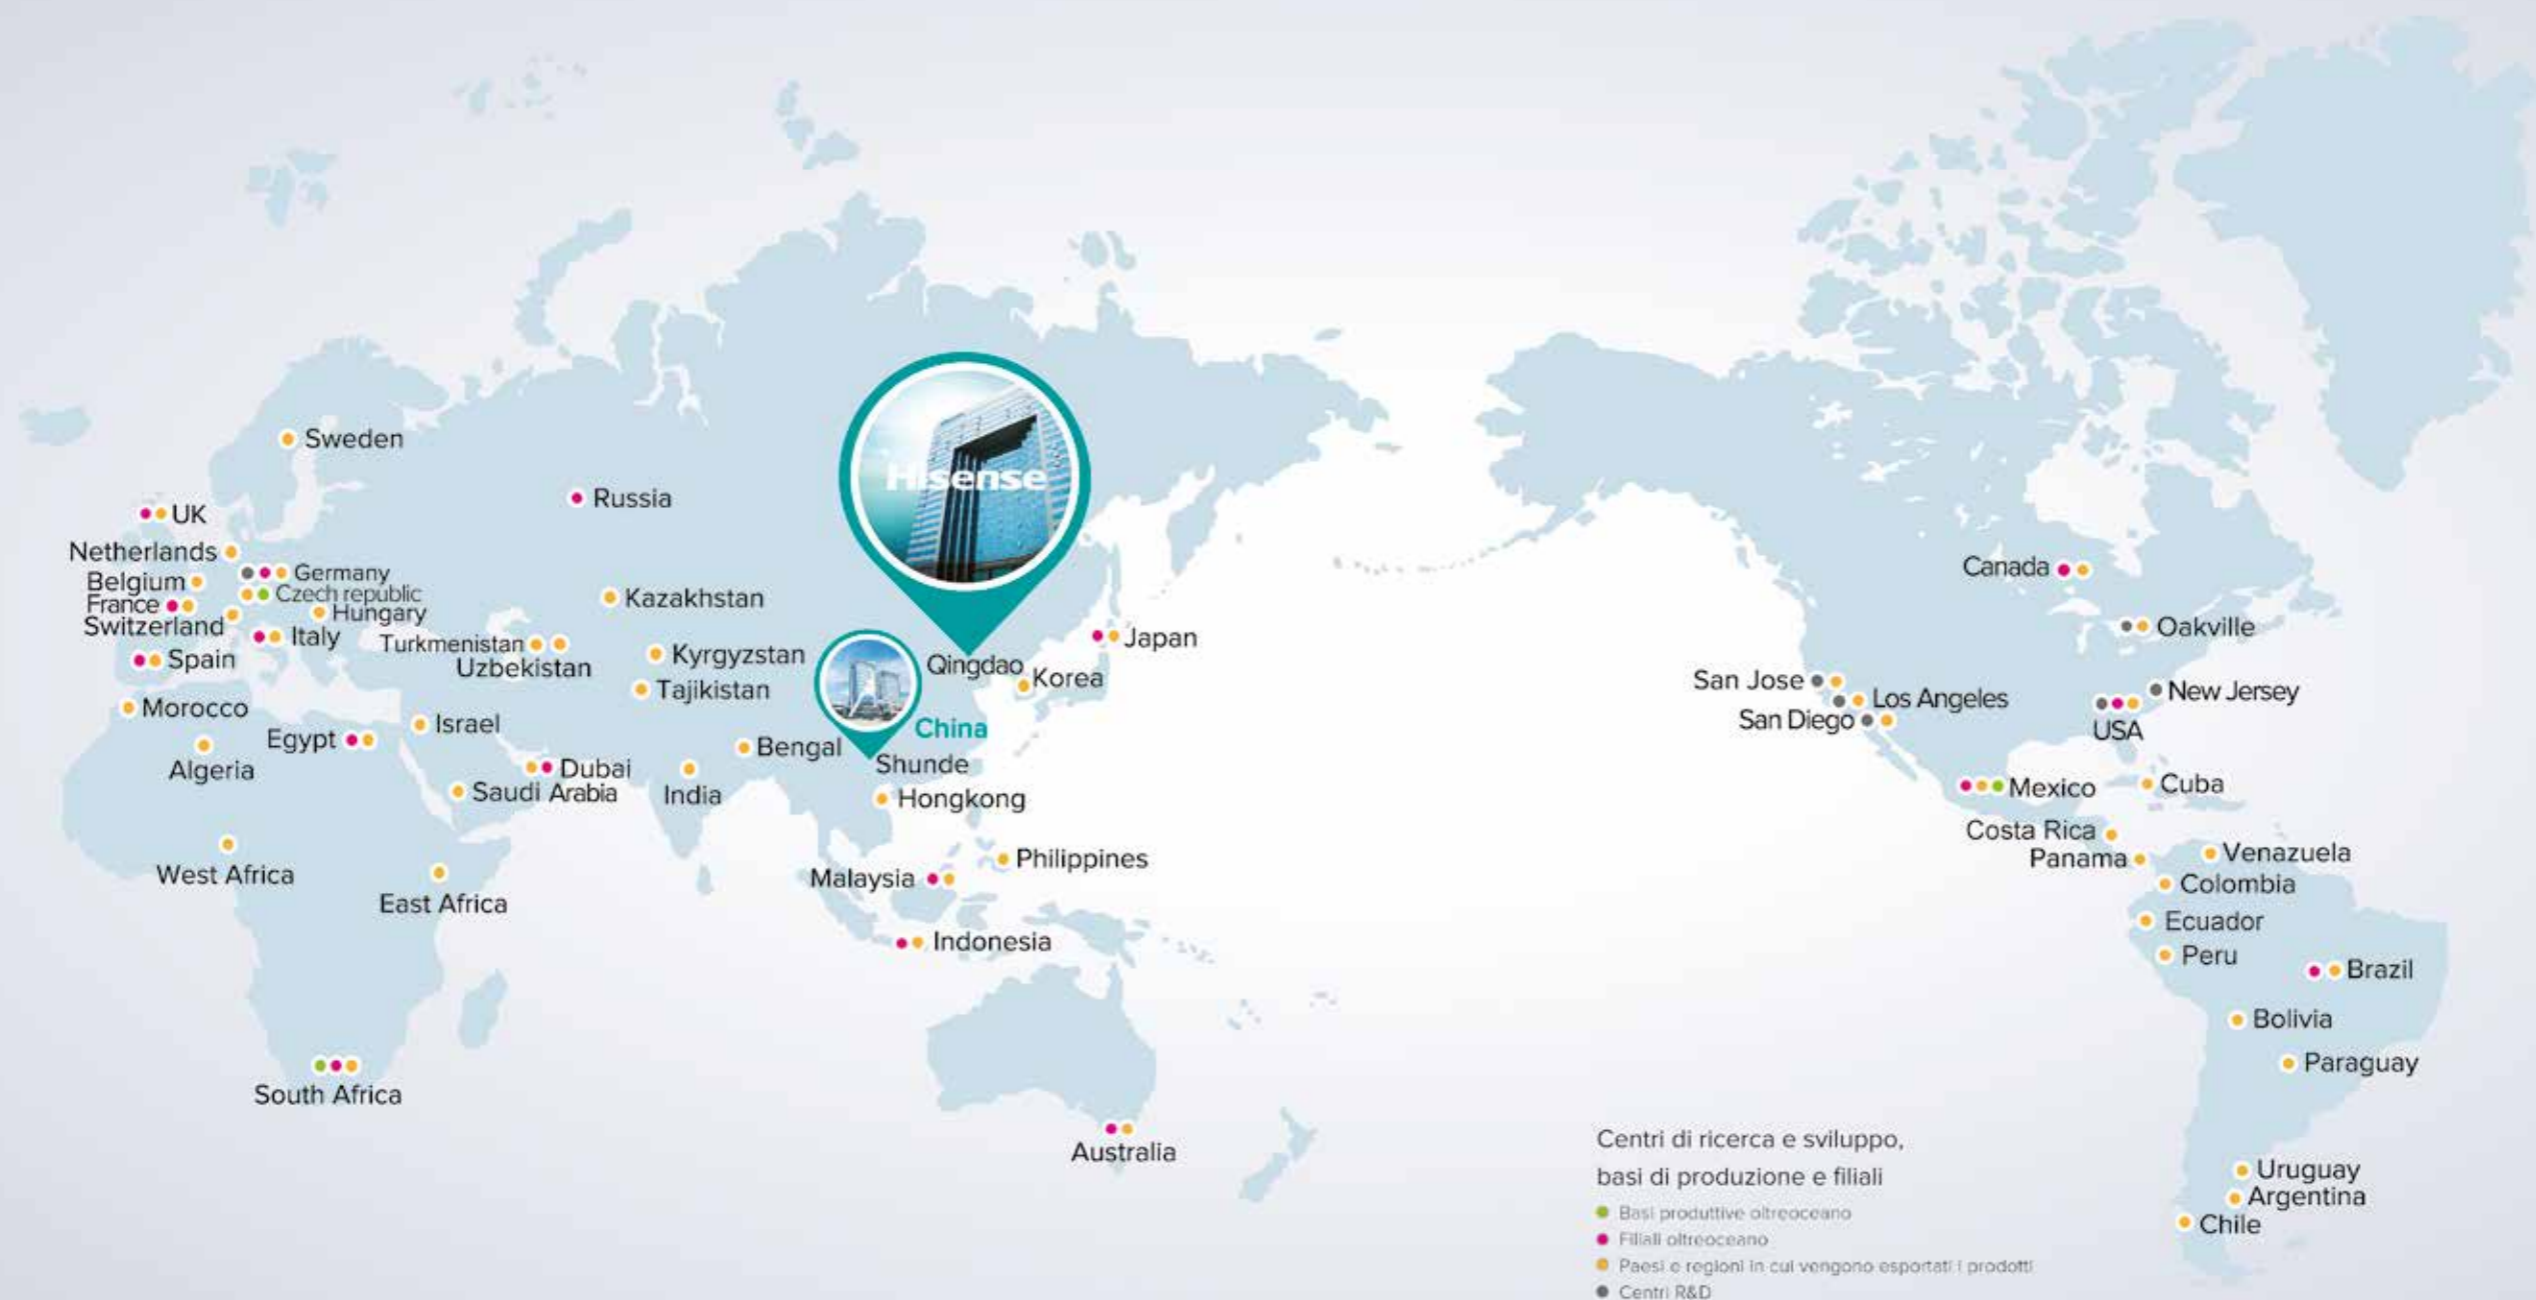 Sweden
Russia
UK
Netherlands
Germany
Belgium
Czech republic
France
Hungary
Switzerland
Italy
Spain
Turkmenistan
Uzbekistan
Kazakhstan
Kyrgyzstan
Tajikistan
Hisense
Qingdao
Korea
Japan
China
Shunde
Morocco
Algeria
Egypt
Israel
Dubai
Saudi Arabia
India
Bengal
Hongkong
West Africa
East Africa
Philippines
Malaysia
Indonesia
South Africa
Australia
Canada
Oakville
San Jose
Los Angeles
San Diego
New Jersey
USA
Mexico
Cuba
Costa Rica
Panama
Venazuela
Colombia
Ecuador
Peru
Brazil
Bolivia
Paraguay
Uruguay
Argentina
Chile
Centri di ricerca e sviluppo,
basi di produzione e filiali
Basi produttive oltreoceano
Filiali oltreoceano
Paesi e regioni in cui vengono esportati i prodotti
Centri R&D